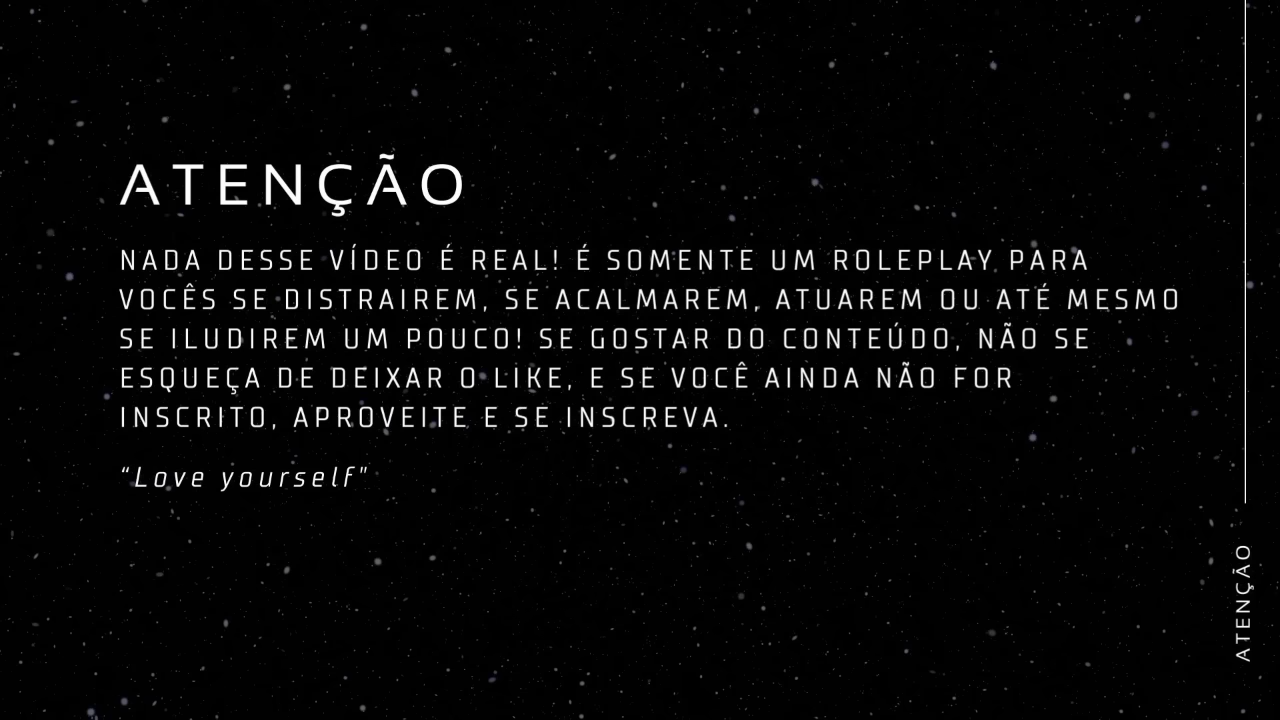 ATENÇÃO
NADA DESSE VÍDEO É REAL! É SOMENTE UM ROLEPLAY PARA
VOCÊS SE DISTRAIREM, SE ACALMAREM, ATUAREM OU ATÉ MESMO
SE ILUDIREM UM POUCO! SE GOSTAR DO CONTEÚDO, NÃO SE
ESQUEÇA DE DEIXAR O LIKE, E SE VOCÊ AINDA NÃO FOR
INSCRITO, APROVEITE E SE INSCREVA.
“Love yourself"
ATENÇÃO